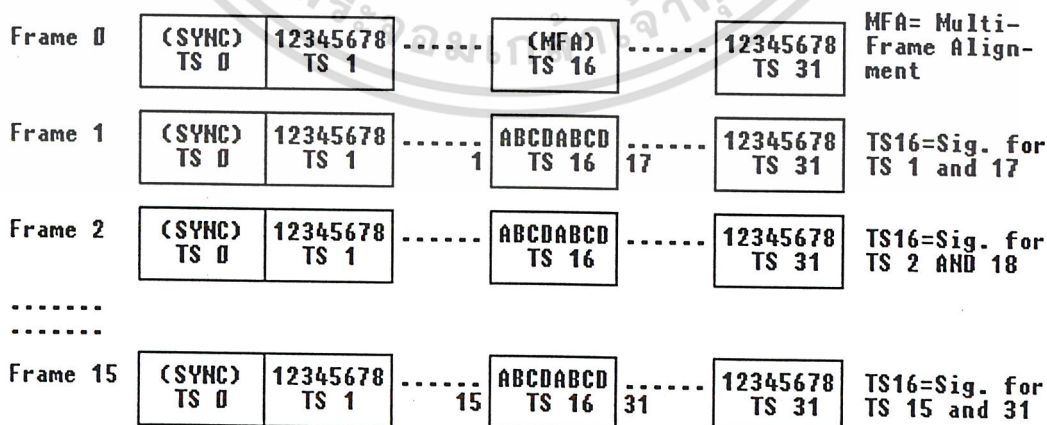 Frame 0 (SYNC) 12345678 ------ (MFA) ------ 12345678 MFA= Multi-
TS 0 TS 1 TS 16 TS 31 Frame Align-
ment
Frame 1 (SYNC) 12345678 ------ ABCDABCD ------ 12345678 TS16=Sig. for
TS 0 TS 1 1 TS 16 17 TS 31 TS 1 and 17
Frame 2 (SYNC) 12345678 ------ ABCDABCD ------ 12345678 TS16=Sig. for
TS 0 TS 1 TS 16 TS 31 TS 2 AND 18
-------
-------
Frame 15 (SYNC) 12345678 ------ ABCDABCD ------ 12345678 TS16=Sig. for
TS 0 TS 1 15 TS 16 31 TS 31 TS 15 and 31